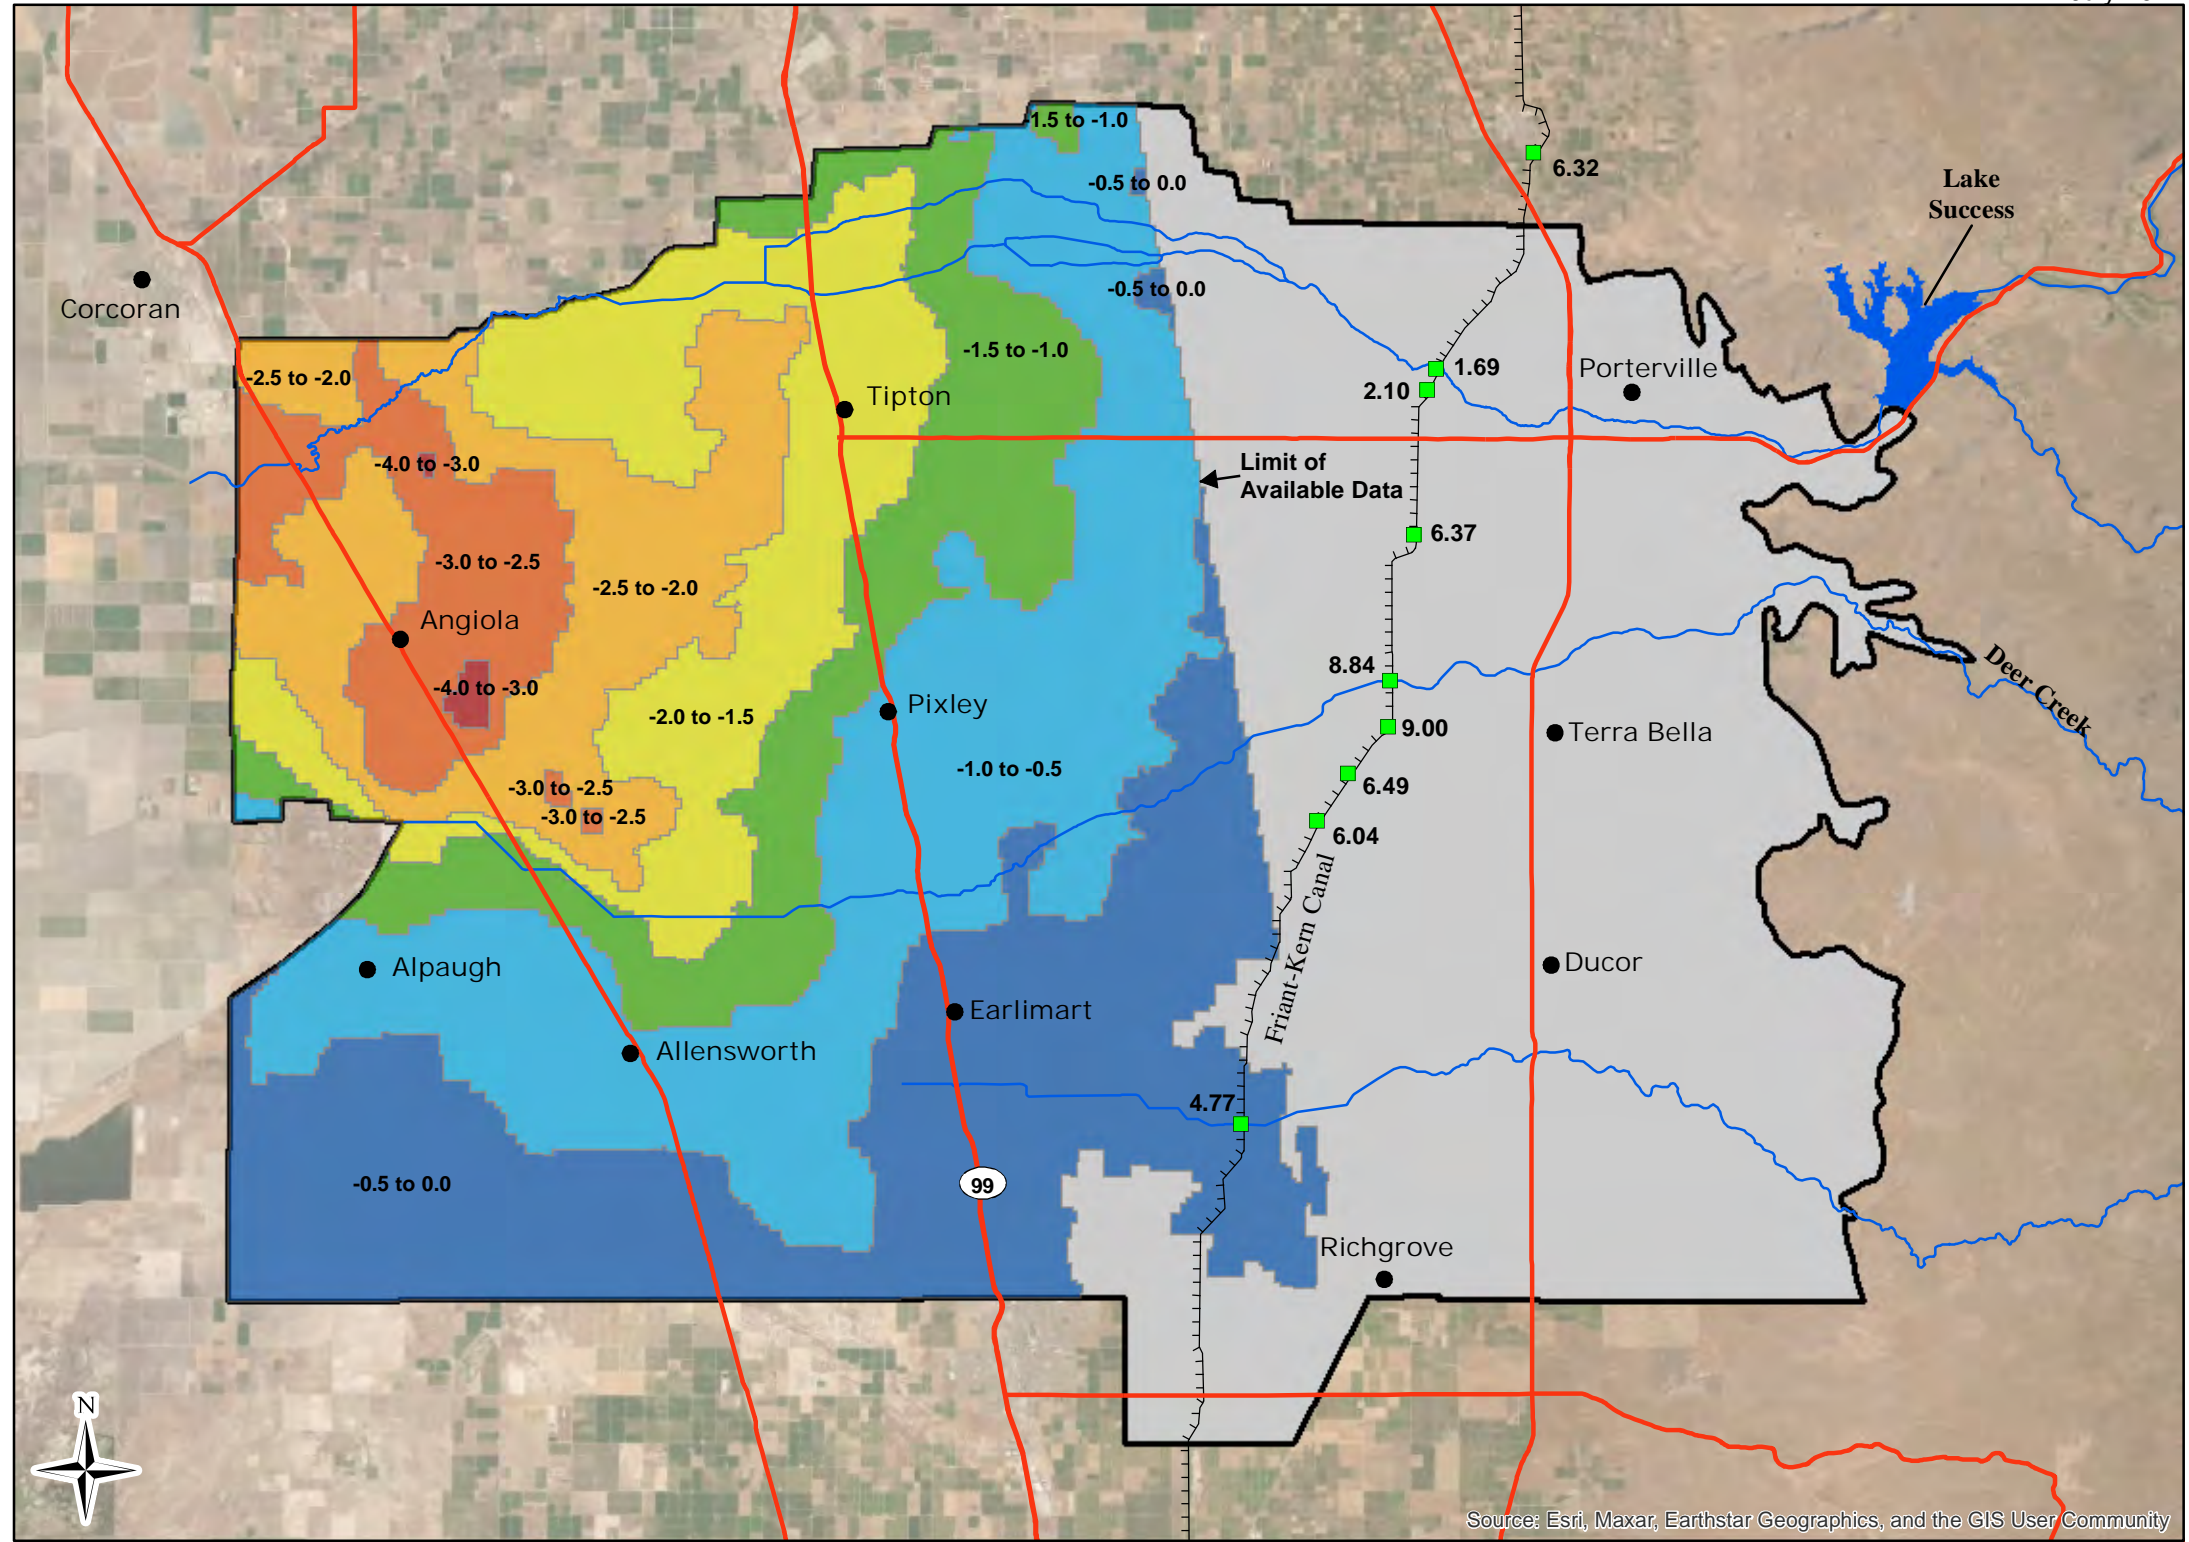 -1.5 to -1.0
6.32
-0.5 to 0.0
Lake
Success
Corcoran
-0.5 to 0.0
-1.5 to -1.0
1.69
Porterville
-2.5 to -2.0
2.10
Tipton
-4.0 to -3.0
Limit of
Available Data
6.37
-3.0 to -2.5
-2.5 to -2.0
Angiola
8.84
Deer Creek
-4.0 to -3.0
Pixley
-2.0 to -1.5
9.00
Terra Bella
-1.0 to -0.5
-3.0 to -2.5
6.49
-3.0 to -2.5
6.04
Friant-Kern Canal
Alpaugh
Ducor
Earlimart
Allensworth
4.77
-0.5 to 0.0
99
Richgrove
N
Source: Esri, Maxar, Earthstar Geographics, and the GIS User Community